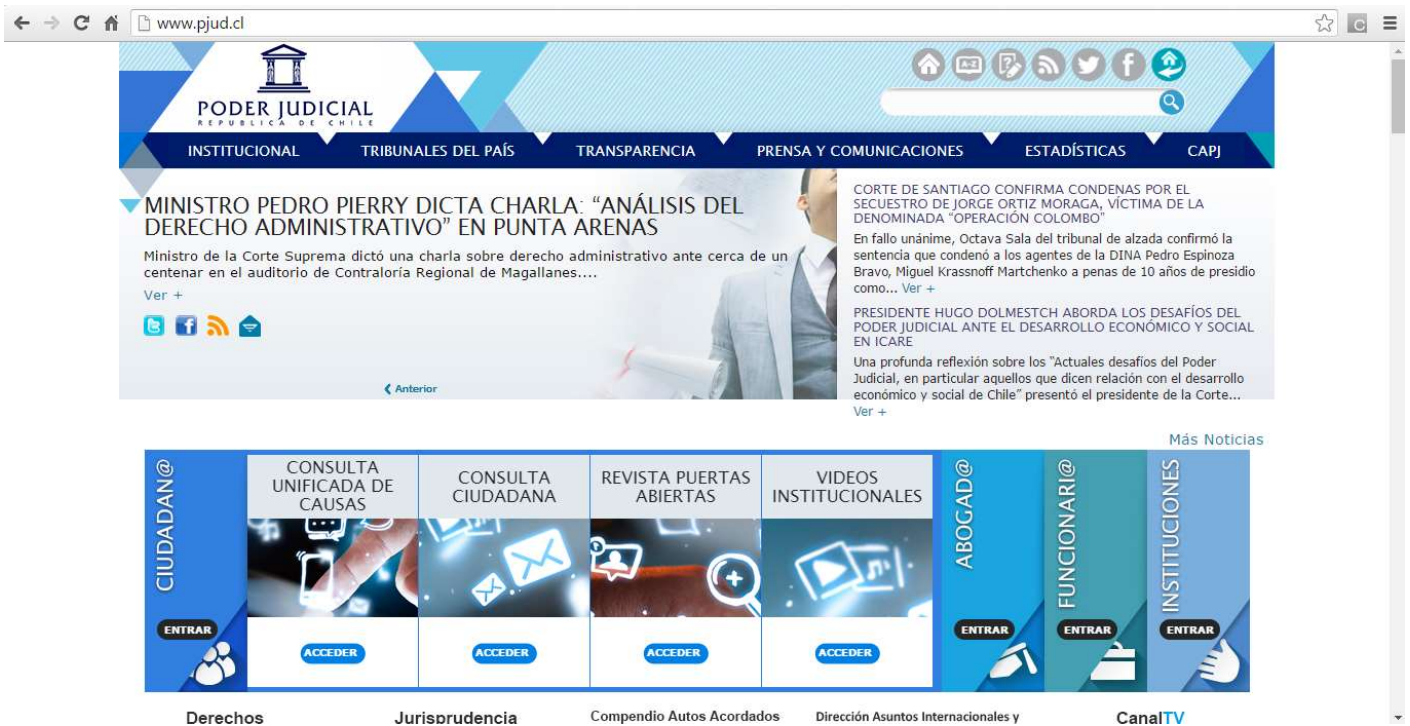 www.pjud.cl
PODER JUDICIAL
REPUBLICA DE CHILE
A-Z
INSTITUCIONAL
TRIBUNALES DEL PAÍS
TRANSPARENCIA
PRENSA Y COMUNICACIONES
ESTADÍSTICAS
CAPJ
MINISTRO PEDRO PIERRY DICTA CHARLA: “ANÁLISIS DEL
DERECHO ADMINISTRATIVO” EN PUNTA ARENAS
Ministro de la Corte Suprema dictó una charla sobre derecho administrativo ante cerca de un
centenar en el auditorio de Contraloría Regional de Magallanes....
Ver +
Anterior
CORTE DE SANTIAGO CONFIRMA CONDENAS POR EL
SECUESTRO DE JORGE ORTIZ MORAGA, VÍCTIMA DE LA
DENOMINADA “OPERACIÓN COLOMBO”
En fallo unánime, Octava Sala del tribunal de alzada confirmó la
sentencia que condenó a los agentes de la DINA Pedro Espinoza
Bravo, Miguel Krassnoff Martchenko a penas de 10 años de presidio
como... Ver +
PRESIDENTE HUGO DOLMESTCH ABORDA LOS DESAFÍOS DEL
PODER JUDICIAL ANTE EL DESARROLLO ECONÓMICO Y SOCIAL
EN ICARE
Una profunda reflexión sobre los "Actuales desafíos del Poder
Judicial, en particular aquellos que dicen relación con el desarrollo
económico y social de Chile” presentó el presidente de la Corte...
Ver +
Más Noticias
CIUDADAN@
ENTRAR
CONSULTA
UNIFICADA DE
CAUSAS
ACCEDER
CONSULTA
CIUDADANA
ACCEDER
REVISTA PUERTAS
ABIERTAS
ACCEDER
VIDEOS
INSTITUCIONALES
ACCEDER
ABOGAD@
ENTRAR
FUNCIONARI@
ENTRAR
INSTITUCIONES
ENTRAR
Derechos
Jurisprudencia
Compendio Autos Acordados
Dirección Asuntos Internacionales y
CanalTV